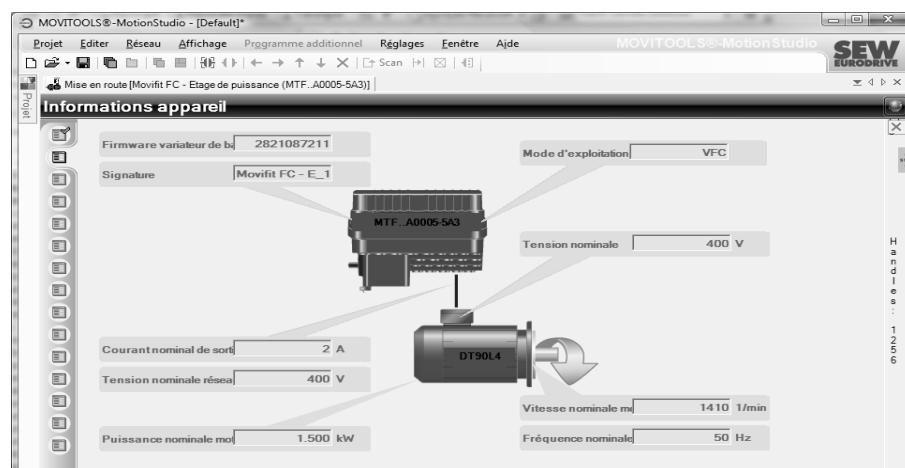 MOVITOOLS®-MotionStudio - [Default]*
Projet Editer Réseau Affichage Programme additionnel Réglages Fenêtre Aide MOVITOOLS®-MotionStudio
SEW
EURODRIVE
Scan
Projet
Mise en route [Movifit FC - Etage de puissance (MTF..A0005-5A3)]
Informations appareil
Firmware variateur de ba 2821087211
Mode d'exploitation VFC
Signature Movifit FC - E_1
MTF..A0005-5A3
Tension nominale 400 V
Handles: 1256
Courant nominal de sorti 2 A
DT90L4
Tension nominale résea 400 V
Vitesse nominale mo 1410 1/min
Puissance nominale mot 1.500 kW
Fréquence nominale 50 Hz